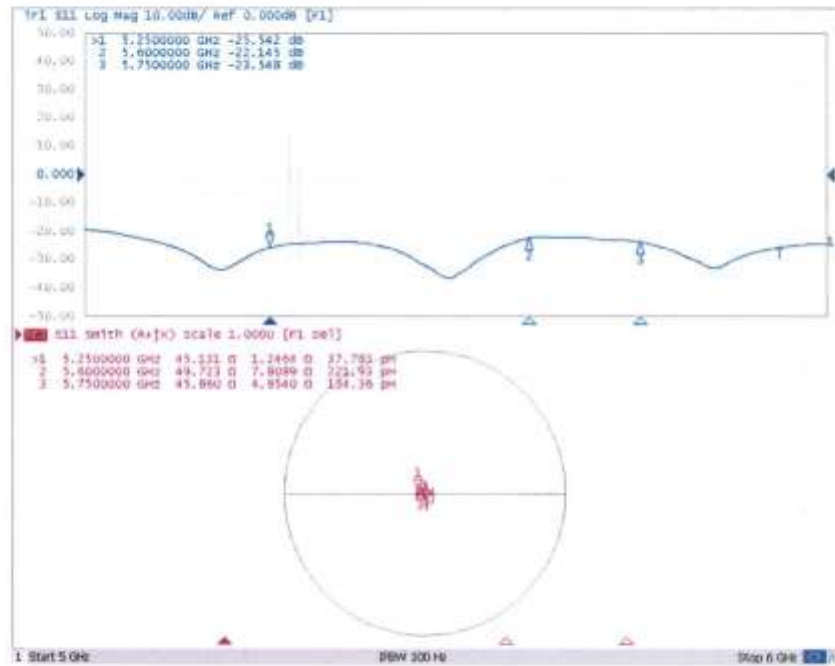 Tr1 S11 Log Mag 10.00dB/ Ref 0.000dB [F1]
50.00
>1 5.2500000 GHz -25.542 dB
2 5.6000000 GHz -22.145 dB
3 5.7500000 GHz -23.548 dB
40.00
30.00
20.00
10.00
0.000
-10.00
-20.00
-30.00
-40.00
-50.00
S11 Smith (R+jX) Scale 1.000U [F1 Del]
>1 5.2500000 GHz 45.131 Ω 1.2464 Ω 37.783 pH
2 5.6000000 GHz 49.723 Ω 7.8089 Ω 221.93 pH
3 5.7500000 GHz 45.860 Ω 4.8540 Ω 134.36 pH
1 Start 5 GHz
IFBW 300 Hz
Stop 6 GHz